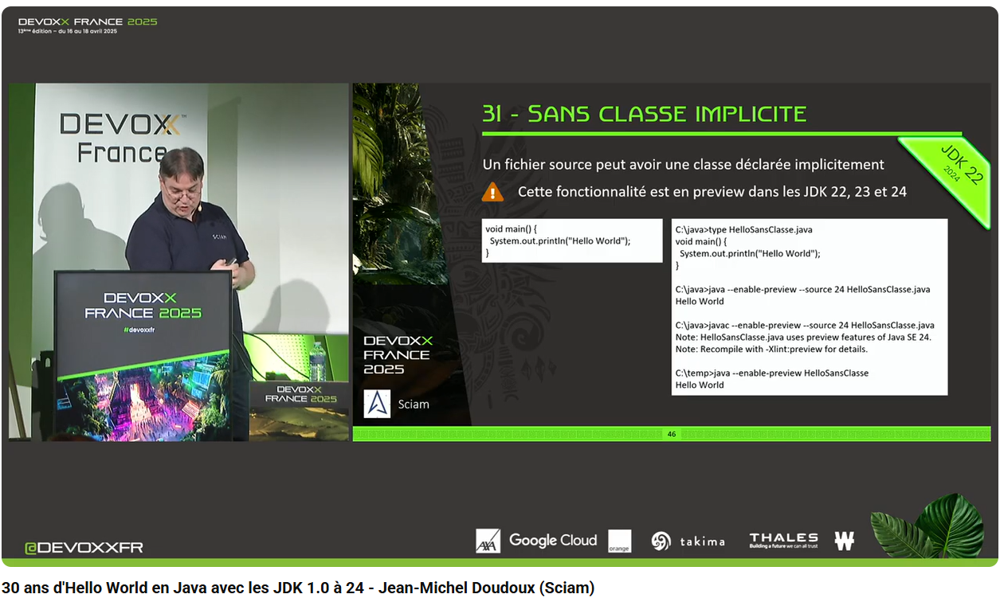 DEVOXX FRANCE 2025
13ème édition – du 16 au 18 avril 2025
DEVOXX™
France
SCIAM
DEVOXX
FRANCE 2025
#devoxxfr
DEVOXX
FRANCE 2025
31 - SANS CLASSE IMPLICITE
JDK 22
2024
Un fichier source peut avoir une classe déclarée implicitement
Cette fonctionnalité est en preview dans les JDK 22, 23 et 24
void main() {
System.out.println("Hello World");
}
C:\java>type HelloSansClasse.java
void main() {
System.out.println("Hello World");
}
C:\java>java --enable-preview --source 24 HelloSansClasse.java
Hello World
C:\java>javac --enable-preview --source 24 HelloSansClasse.java
Note: HelloSansClasse.java uses preview features of Java SE 24.
Note: Recompile with -Xlint:preview for details.
C:\temp>java --enable-preview HelloSansClasse
Hello World
DEVOXX
FRANCE
2025
Sciam
46
@DEVOXXFR
AXA
Google Cloud
orange
takima
THALES
Building a future we can all trust
W
30 ans d'Hello World en Java avec les JDK 1.0 à 24 - Jean-Michel Doudoux (Sciam)